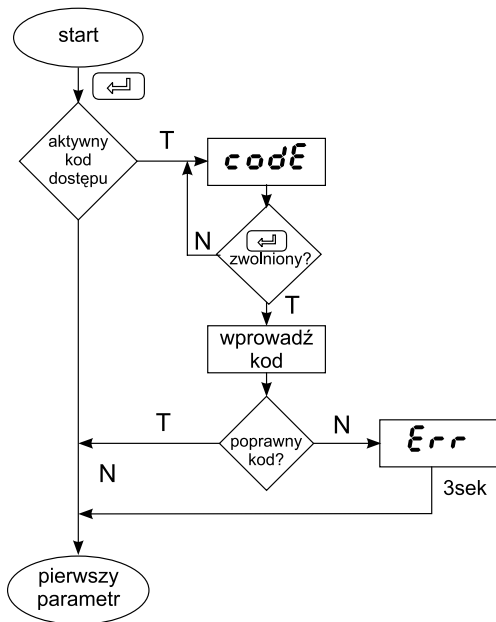 start
aktywny
kod
dostępu
T
codE
N
zwolniony?
T
wprowadź
kod
T
poprawny
kod?
N
Err
N
3sek
pierwszy
parametr